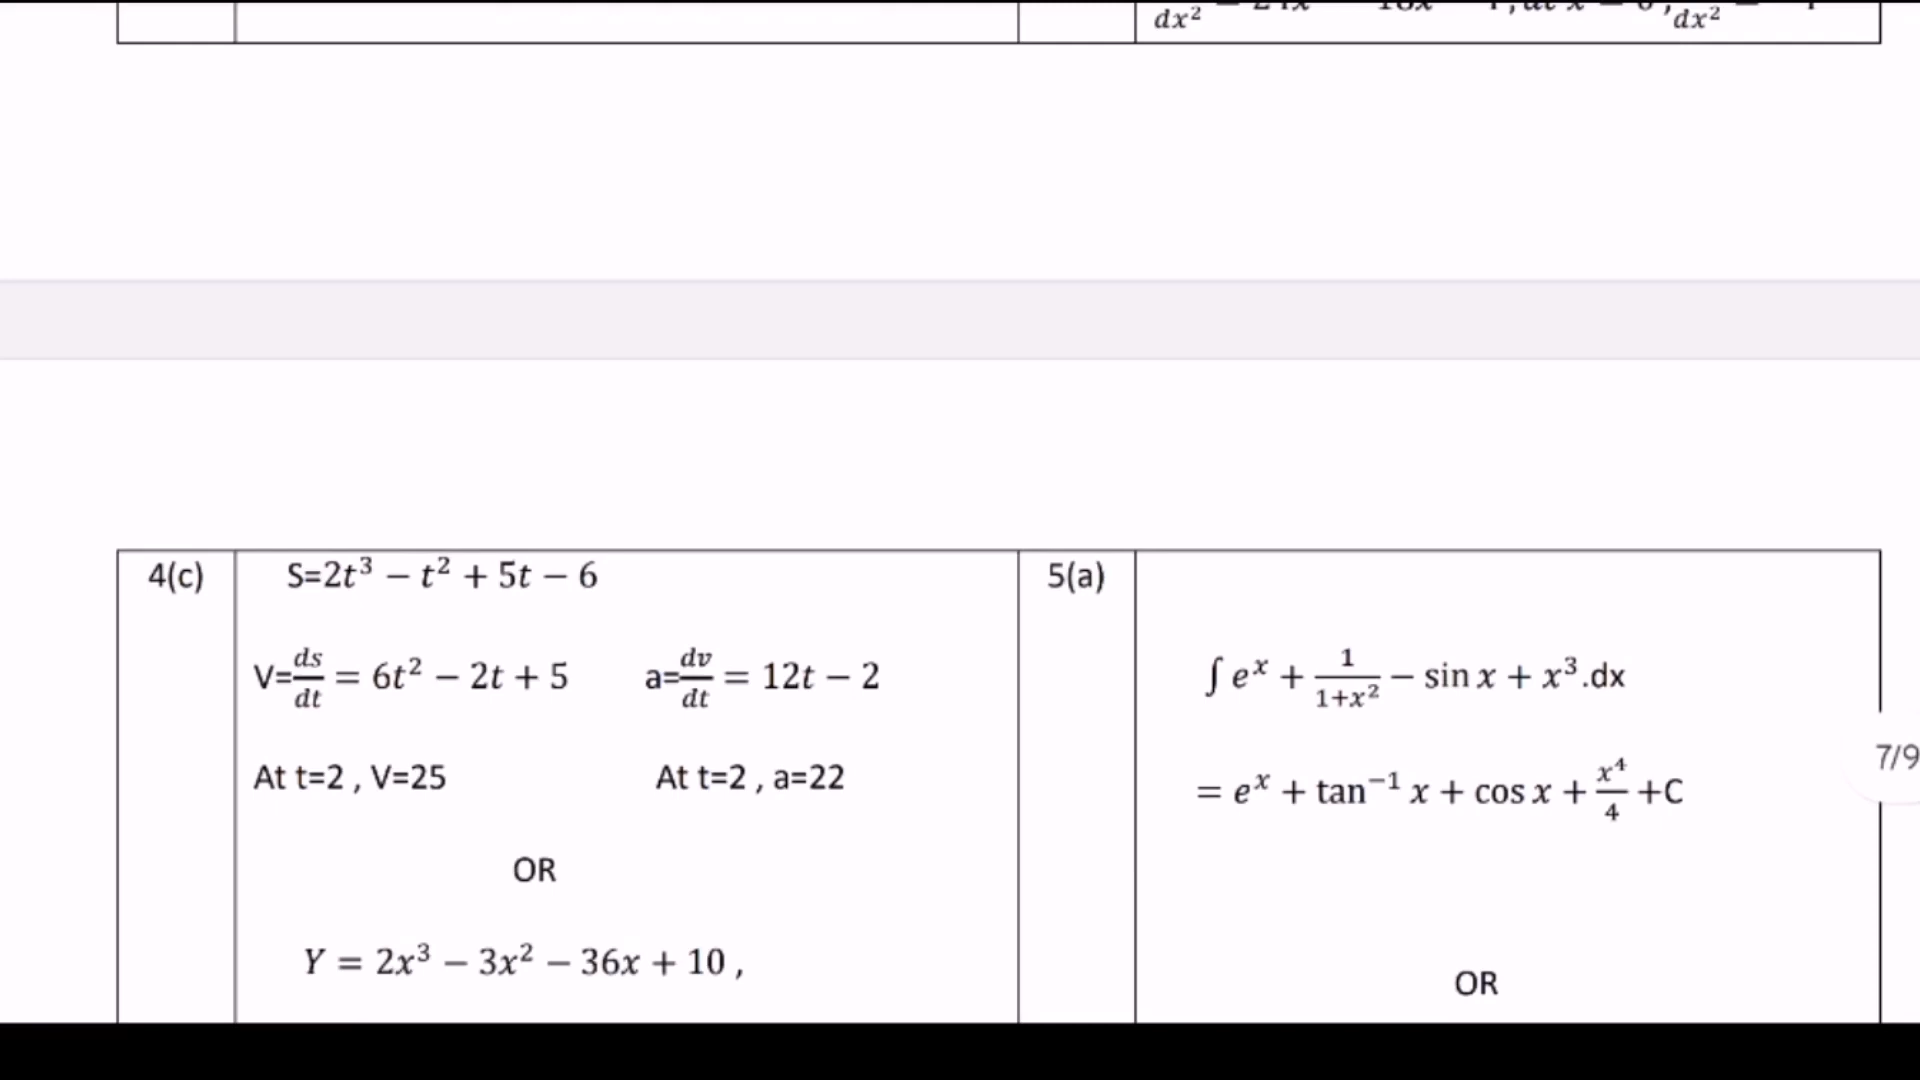 dx²
dx²
4(c)
S=2t³ − t² + 5t − 6
V=ds/dt = 6t² − 2t + 5 a=dv/dt = 12t − 2
At t=2 , V=25 At t=2 , a=22
OR
Y = 2x³ − 3x² − 36x + 10 ,
5(a)
∫ eˣ + 1/1+x² − sin x + x³.dx
= eˣ + tan⁻¹ x + cos x + x⁴/4 +C
OR
7/9